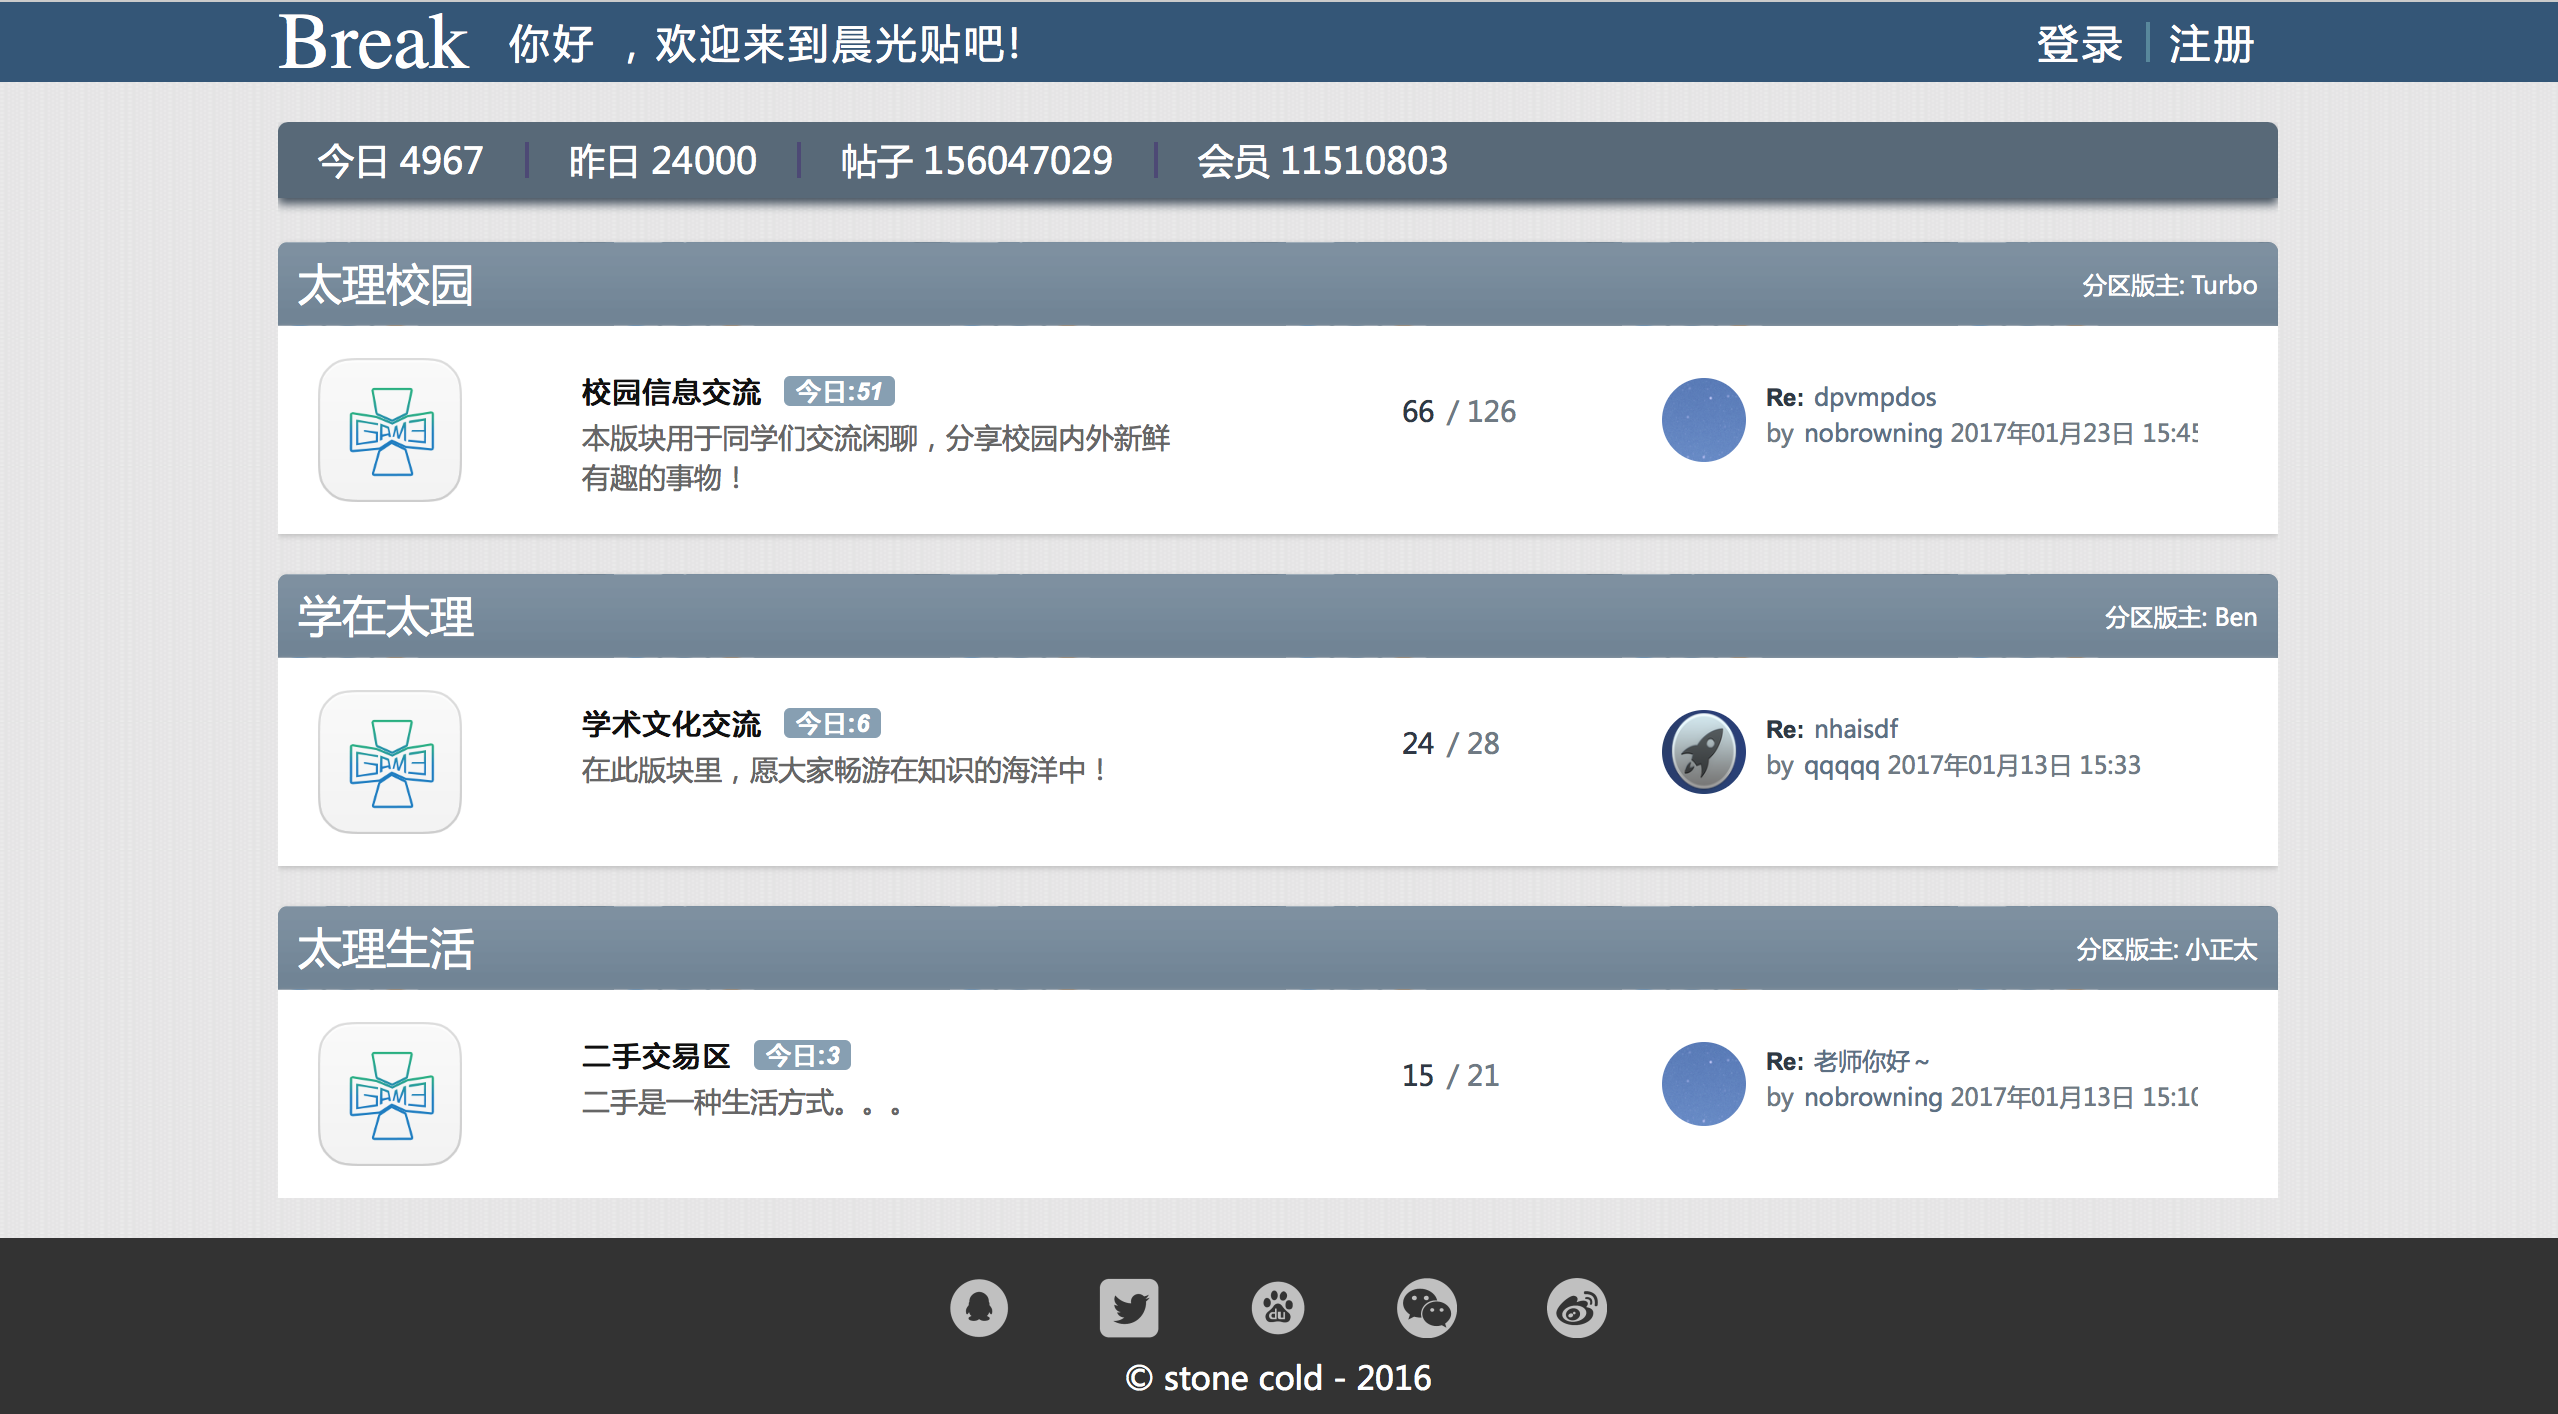 Break 你好 ，欢迎来到晨光贴吧! 登录 注册
今日 4967 昨日 24000 帖子 156047029 会员 11510803
太理校园 分区版主: Turbo
GAME
校园信息交流 今日:51
本版块用于同学们交流闲聊，分享校园内外新鲜
有趣的事物！
66 / 126
Re: dpvmpdos
by nobrowning 2017年01月23日 15:45
学在太理 分区版主: Ben
GAME
学术文化交流 今日:6
在此版块里，愿大家畅游在知识的海洋中！
24 / 28
Re: nhaisdf
by qqqqq 2017年01月13日 15:33
太理生活 分区版主: 小正太
GAME
二手交易区 今日:3
二手是一种生活方式。。。
15 / 21
Re: 老师你好～
by nobrowning 2017年01月13日 15:10
du
© stone cold - 2016